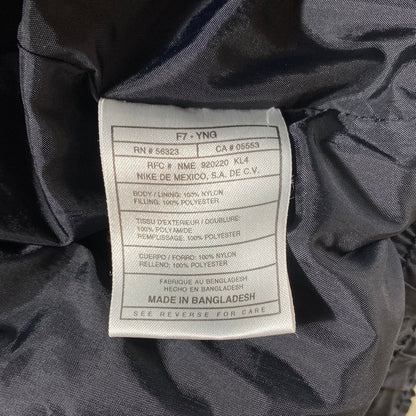 F7 - YNG
RN # 56323 CA # 05553
RFC # NME 920220 KL4
NIKE DE MEXICO, S.A. DE C.V.
BODY / LINING: 100% NYLON
FILLING: 100% POLYESTER
TISSU D'EXTERIEUR / DOUBLURE:
100% POLYAMIDE
REMPLISSAGE: 100% POLYESTER
CUERPO / FORRO: 100% NYLON
RELLENO: 100% POLYESTER
FABRIQUE AU BENGLADESH
HECHO EN BANGLADESH
MADE IN BANGLADESH
SEE REVERSE FOR CARE